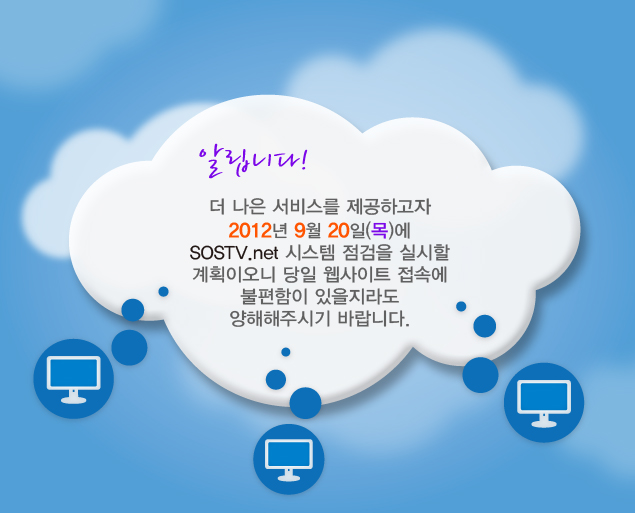 알립니다!
더 나은 서비스를 제공하고자
2012년 9월 20일(목)에
SOSTV.net 시스템 점검을 실시할
계획이오니 당일 웹사이트 접속에
불편함이 있을지라도
양해해주시기 바랍니다.